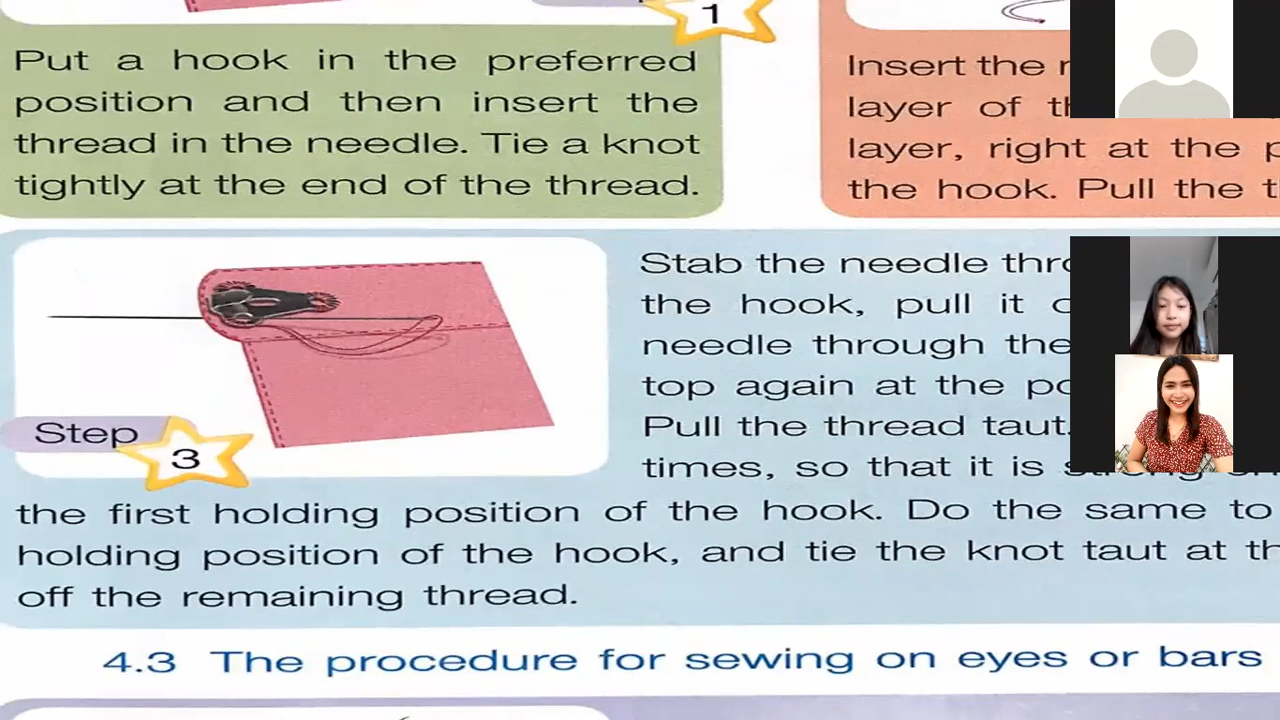 1
Put a hook in the preferred
position and then insert the
thread in the needle. Tie a knot
tightly at the end of the thread.
Insert the
layer of
layer, right at the
the hook. Pull the
Stab the needle
the hook, pull it
needle through the
top again at the
Pull the thread taut.
times, so that it is
Step
3
the first holding position of the hook. Do the same to
holding position of the hook, and tie the knot taut at
off the remaining thread.
4.3 The procedure for sewing on eyes or bars